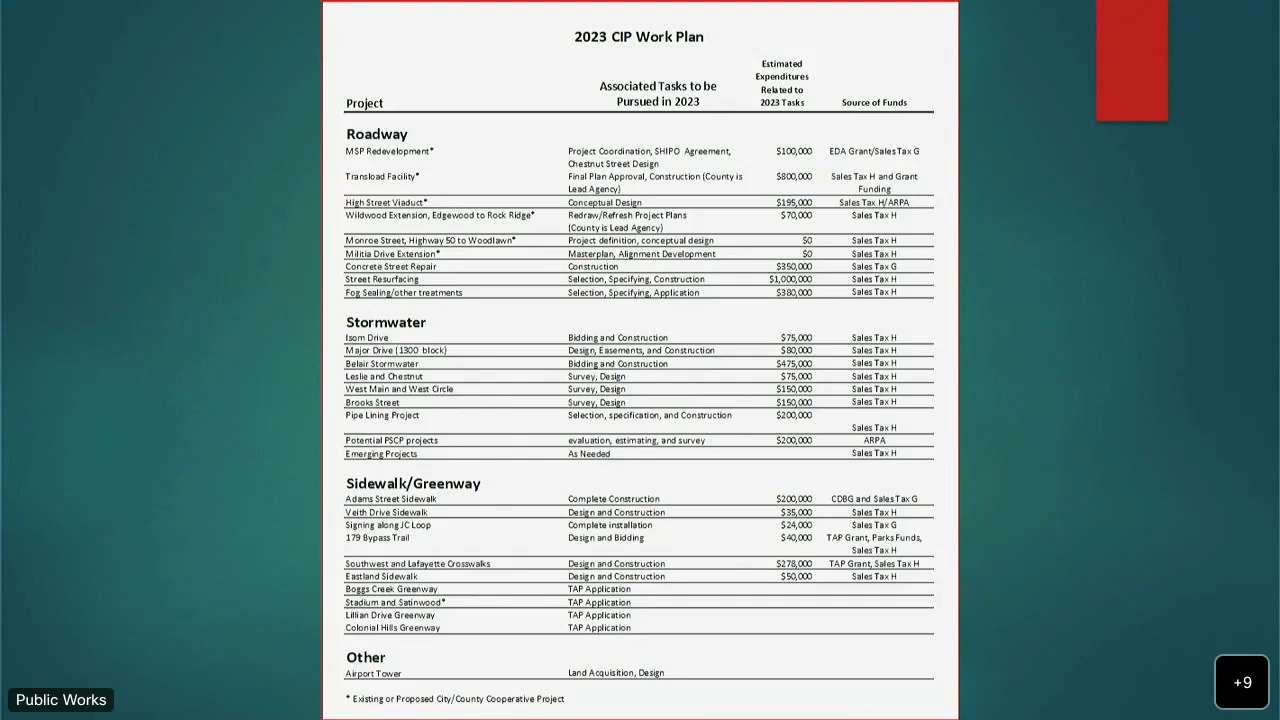 2023 CIP Work Plan
Project
Associated Tasks to be
Pursued in 2023
Estimated
Expenditures
Related to
2023 Tasks
Source of Funds
Roadway
MSP Redevelopment* Project Coordination, SHIPO Agreement, $100,000 EDA Grant/Sales Tax G
Chestnut Street Design
Transload Facility* Final Plan Approval, Construction (County is $800,000 Sales Tax H and Grant
Lead Agency) Funding
High Street Viaduct* Conceptual Design $195,000 Sales Tax H/ARPA
Wildwood Extension, Edgewood to Rock Ridge* Redraw/Refresh Project Plans $70,000 Sales Tax H
(County is Lead Agency)
Monroe Street, Highway 50 to Woodlawn* Project definition, conceptual design $0 Sales Tax H
Militia Drive Extension* Masterplan, Alignment Development $0 Sales Tax H
Concrete Street Repair Construction $350,000 Sales Tax G
Street Resurfacing Selection, Specifying, Construction $1,000,000 Sales Tax H
Fog Sealing/other treatments Selection, Specifying, Application $380,000 Sales Tax H
Stormwater
Isom Drive Bidding and Construction $75,000 Sales Tax H
Major Drive (1300 block) Design, Easements, and Construction $80,000 Sales Tax H
Belair Stormwater Bidding and Construction $475,000 Sales Tax H
Leslie and Chestnut Survey, Design $75,000 Sales Tax H
West Main and West Circle Survey, Design $150,000 Sales Tax H
Brooks Street Survey, Design $150,000 Sales Tax H
Pipe Lining Project Selection, specification, and Construction $200,000
Sales Tax H
Potential PSCP projects evaluation, estimating, and survey $200,000 ARPA
Emerging Projects As Needed Sales Tax H
Sidewalk/Greenway
Adams Street Sidewalk Complete Construction $200,000 CDBG and Sales Tax G
Veith Drive Sidewalk Design and Construction $35,000 Sales Tax H
Signing along JC Loop Complete installation $24,000 Sales Tax G
179 Bypass Trail Design and Bidding $40,000 TAP Grant, Parks Funds,
Sales Tax H
Southwest and Lafayette Crosswalks Design and Construction $278,000 TAP Grant, Sales Tax H
Eastland Sidewalk Design and Construction $50,000 Sales Tax H
Boggs Creek Greenway TAP Application
Stadium and Satinwood* TAP Application
Lillian Drive Greenway TAP Application
Colonial Hills Greenway TAP Application
Other
Airport Tower Land Acquisition, Design
* Existing or Proposed City/County Cooperative Project
Public Works
+9